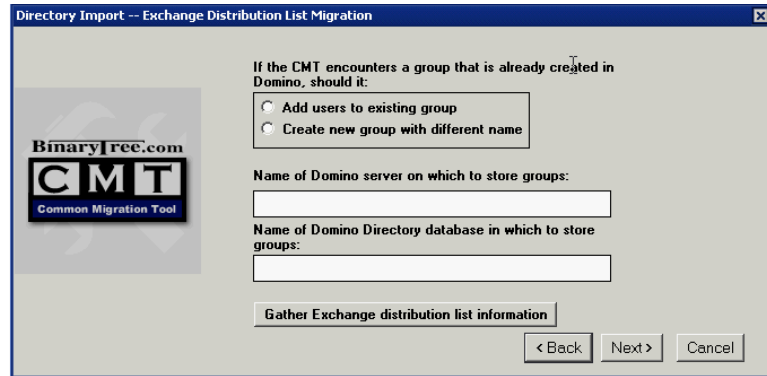 Directory Import -- Exchange Distribution List Migration
If the CMT encounters a group that is already created in
Domino, should it:
Add users to existing group
Create new group with different name
BinaryTree.com
CMT
Common Migration Tool
Name of Domino server on which to store groups:
Name of Domino Directory database in which to store
groups:
Gather Exchange distribution list information
< Back
Next >
Cancel